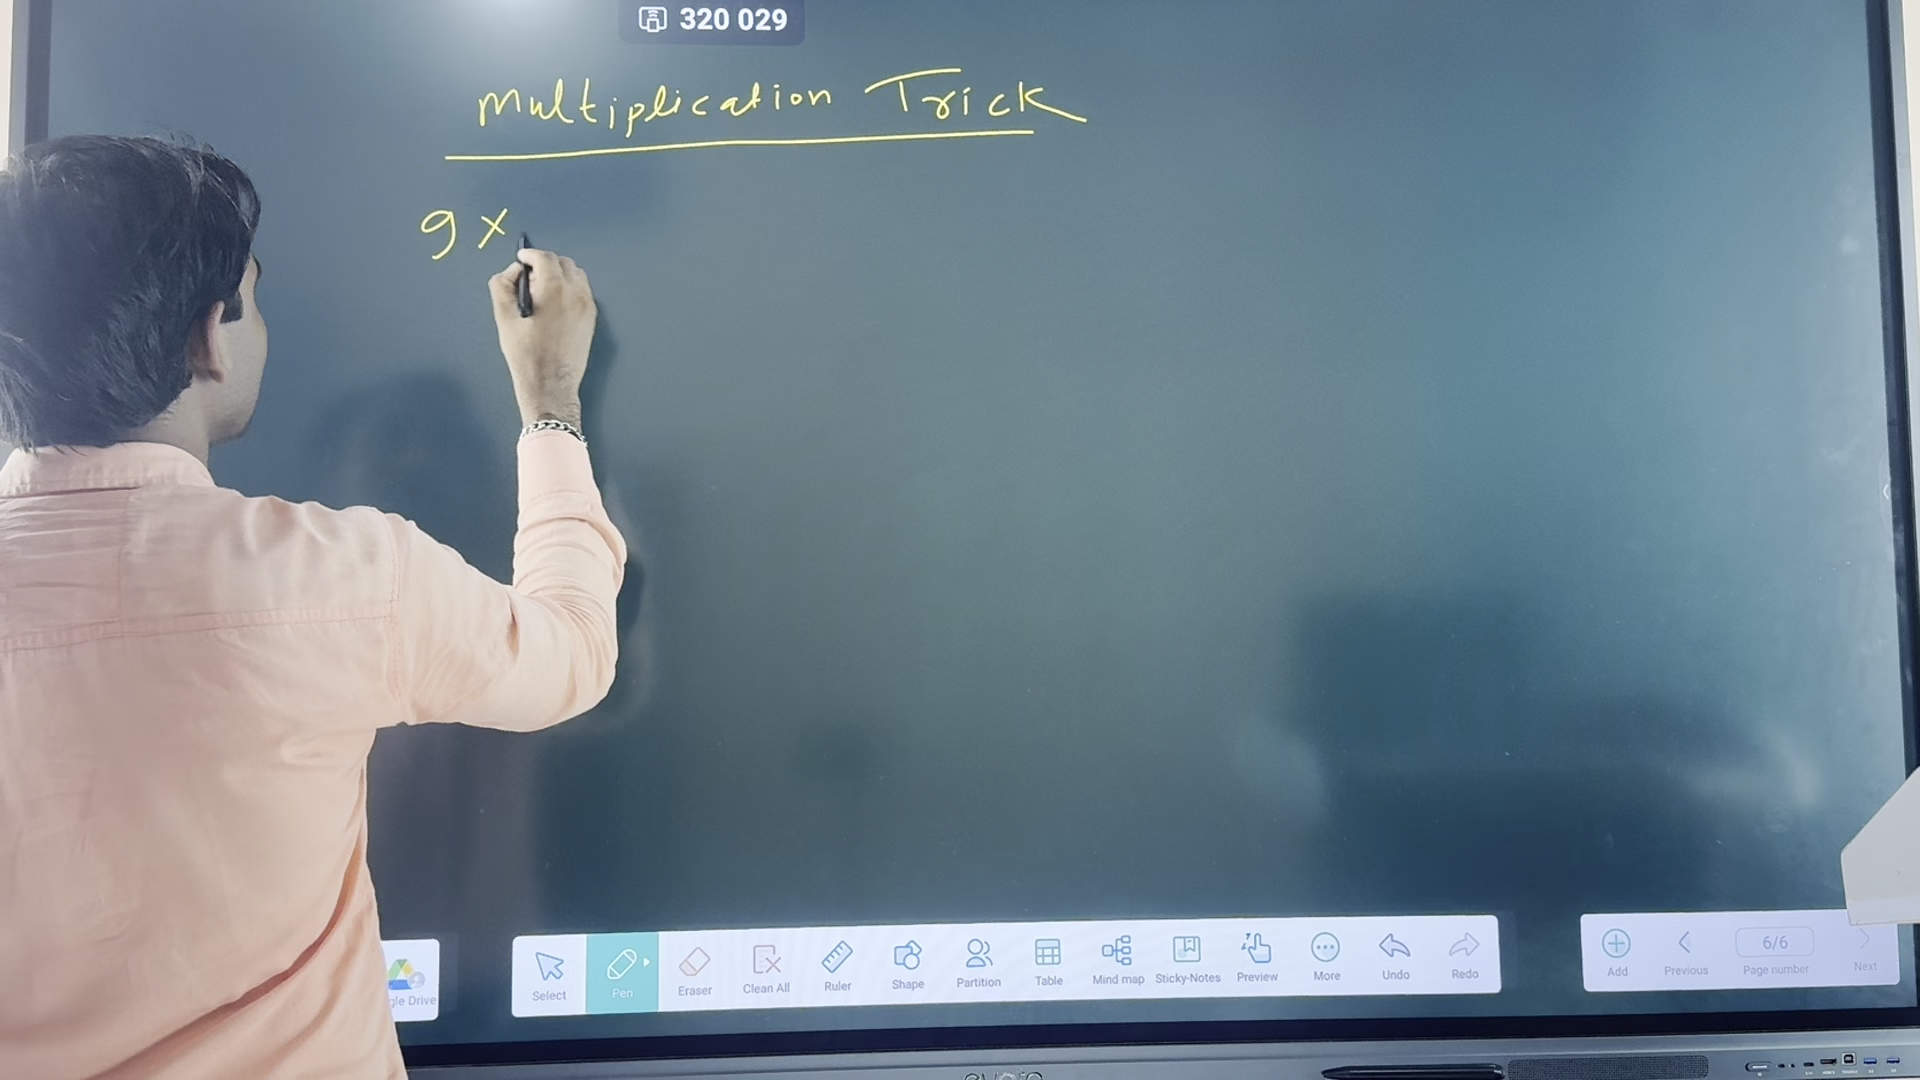 320 029
Multiplication Trick
9 ×
gle Drive
Select
Pen
Eraser
Clean All
Ruler
Shape
Partition
Table
Mind map
Sticky-Notes
Preview
More
Undo
Redo
Add
Previous
6/6
Page number
Next